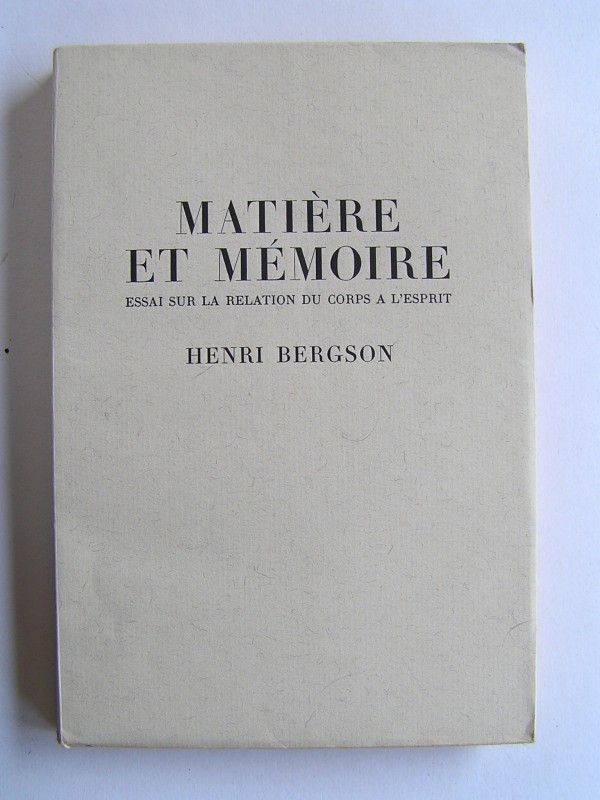 MATIÈRE
ET MÉMOIRE
ESSAI SUR LA RELATION DU CORPS A L'ESPRIT
HENRI BERGSON